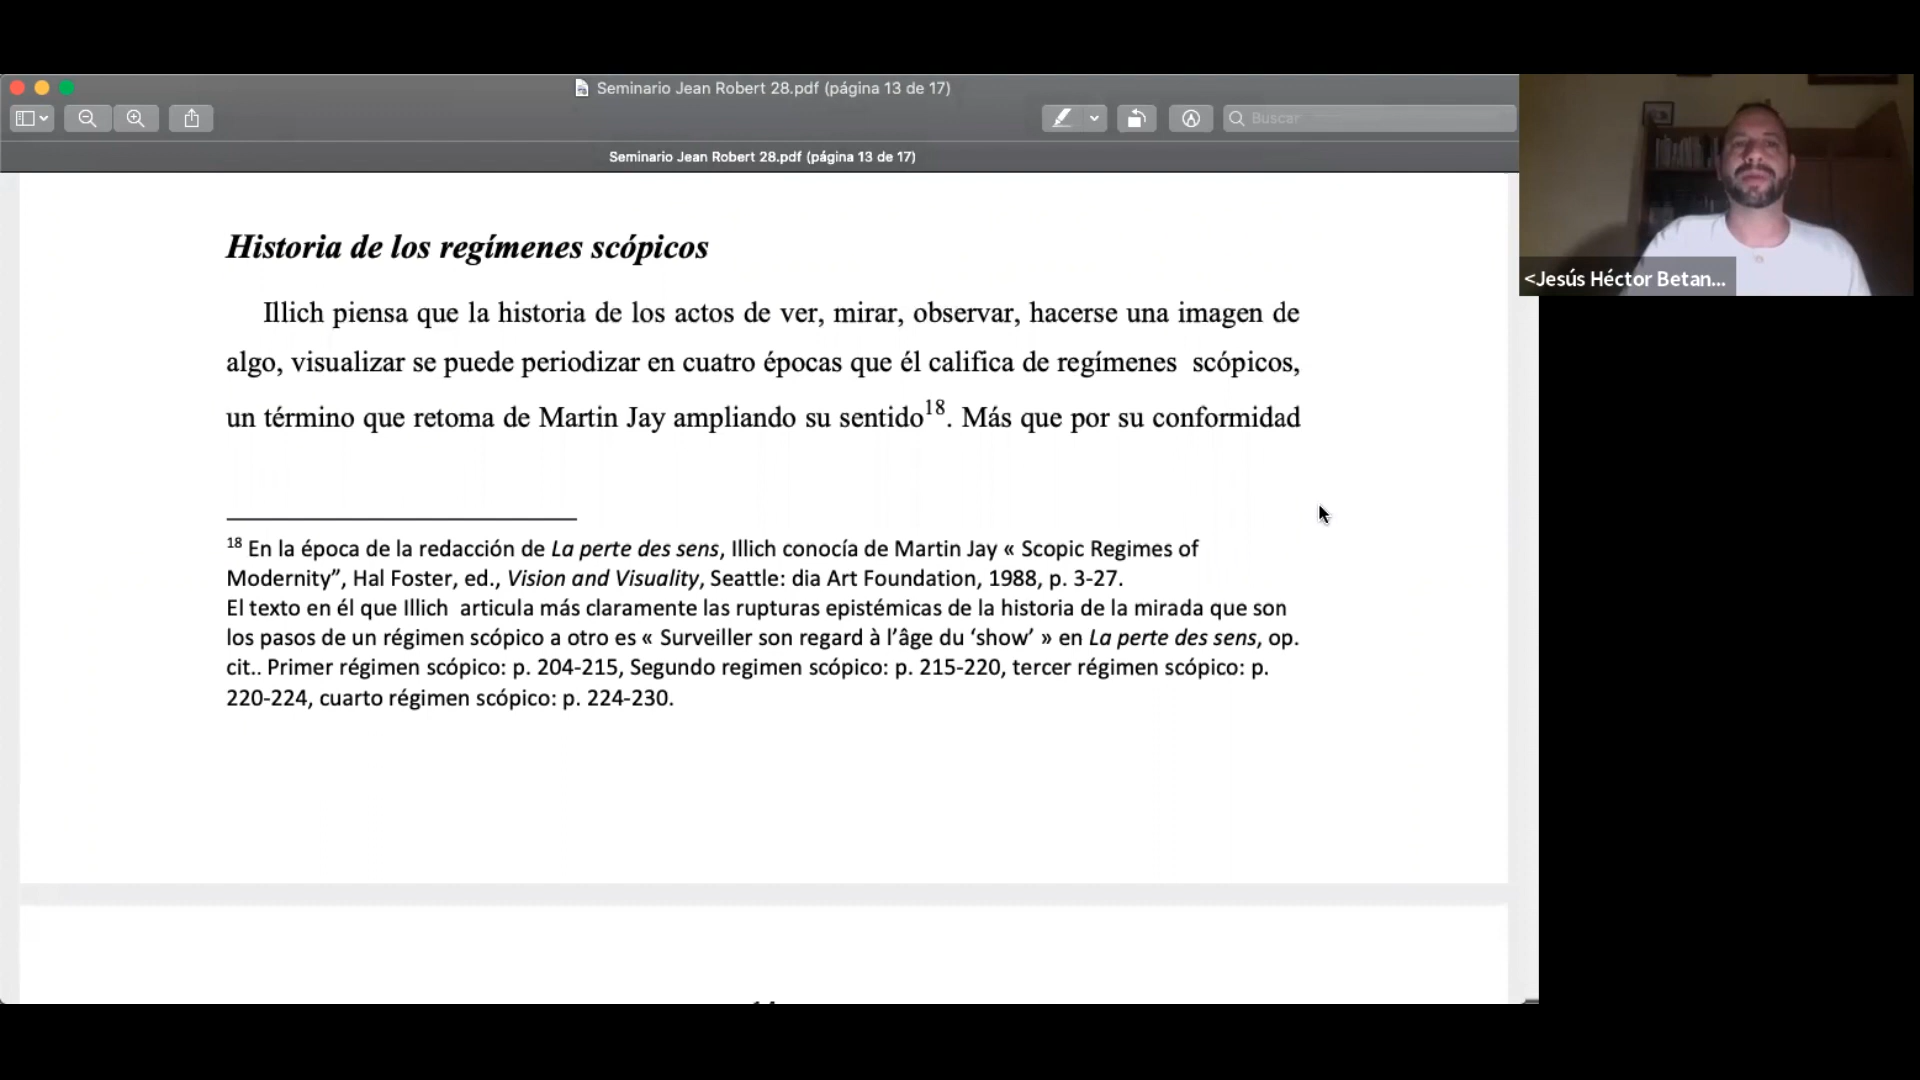 Seminario Jean Robert 28.pdf (página 13 de 17)
Buscar
Seminario Jean Robert 28.pdf (página 13 de 17)
<Jesús Héctor Betan...
Historia de los regímenes scópicos
Illich piensa que la historia de los actos de ver, mirar, observar, hacerse una imagen de
algo, visualizar se puede periodizar en cuatro épocas que él califica de regímenes  scópicos,
un término que retoma de Martin Jay ampliando su sentido18. Más que por su conformidad
18 En la época de la redacción de La perte des sens, Illich conocía de Martin Jay « Scopic Regimes of
Modernity”, Hal Foster, ed., Vision and Visuality, Seattle: dia Art Foundation, 1988, p. 3-27.
El texto en él que Illich  articula más claramente las rupturas epistémicas de la historia de la mirada que son
los pasos de un régimen scópico a otro es « Surveiller son regard à l’âge du ‘show’ » en La perte des sens, op.
cit.. Primer régimen scópico: p. 204-215, Segundo regimen scópico: p. 215-220, tercer régimen scópico: p.
220-224, cuarto régimen scópico: p. 224-230.